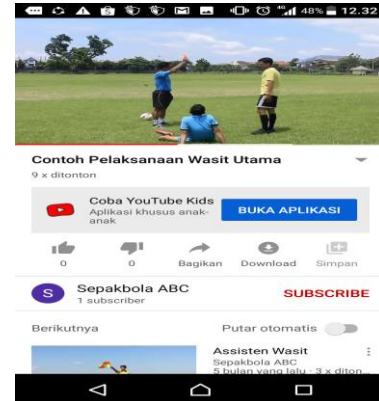 48% 12.32
Contoh Pelaksanaan Wasit Utama
9 x ditonton
Coba YouTube Kids
Aplikasi khusus anak-
anak
BUKA APLIKASI
0 0 Bagikan Download Simpan
S
Sepakbola ABC
1 subscriber
SUBSCRIBE
Berikutnya Putar otomatis
Assisten Wasit
Sepakbola ABC
5 bulan yang lalu · 3 x diton...